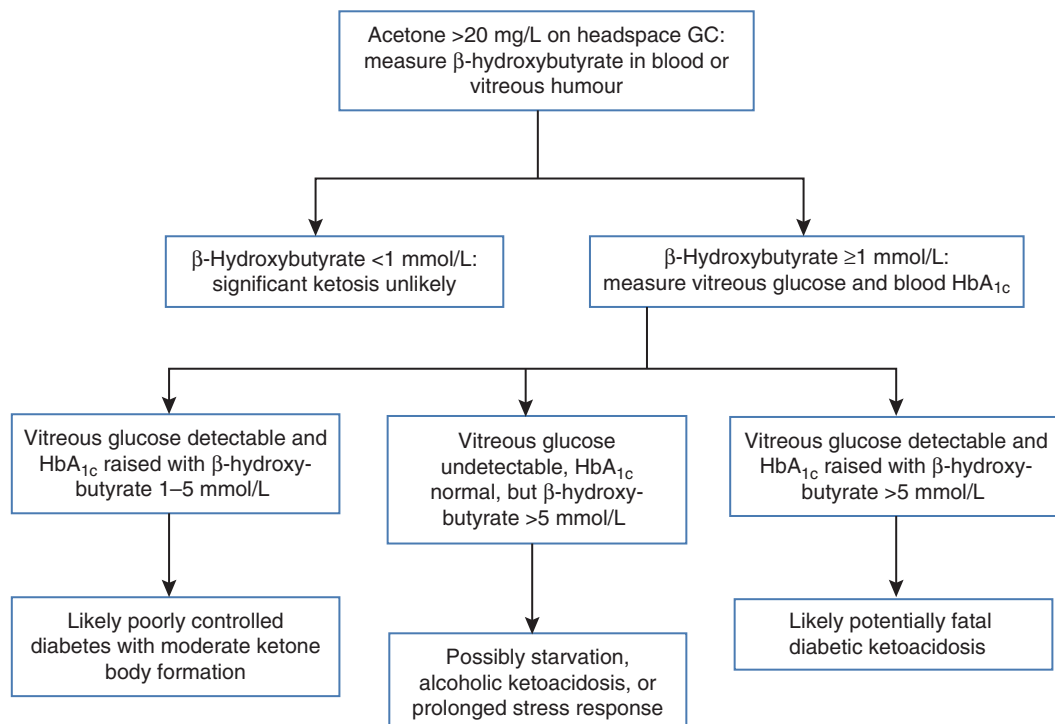 Acetone >20 mg/L on headspace GC:
measure β-hydroxybutyrate in blood or
vitreous humour
β-Hydroxybutyrate <1 mmol/L:
significant ketosis unlikely
β-Hydroxybutyrate ≥1 mmol/L:
measure vitreous glucose and blood HbA1c
Vitreous glucose detectable and
HbA1c raised with β-hydroxy-
butyrate 1–5 mmol/L
Vitreous glucose
undetectable, HbA1c
normal, but β-hydroxy-
butyrate >5 mmol/L
Vitreous glucose detectable and
HbA1c raised with β-hydroxy-
butyrate >5 mmol/L
Likely poorly controlled
diabetes with moderate ketone
body formation
Possibly starvation,
alcoholic ketoacidosis, or
prolonged stress response
Likely potentially fatal
diabetic ketoacidosis